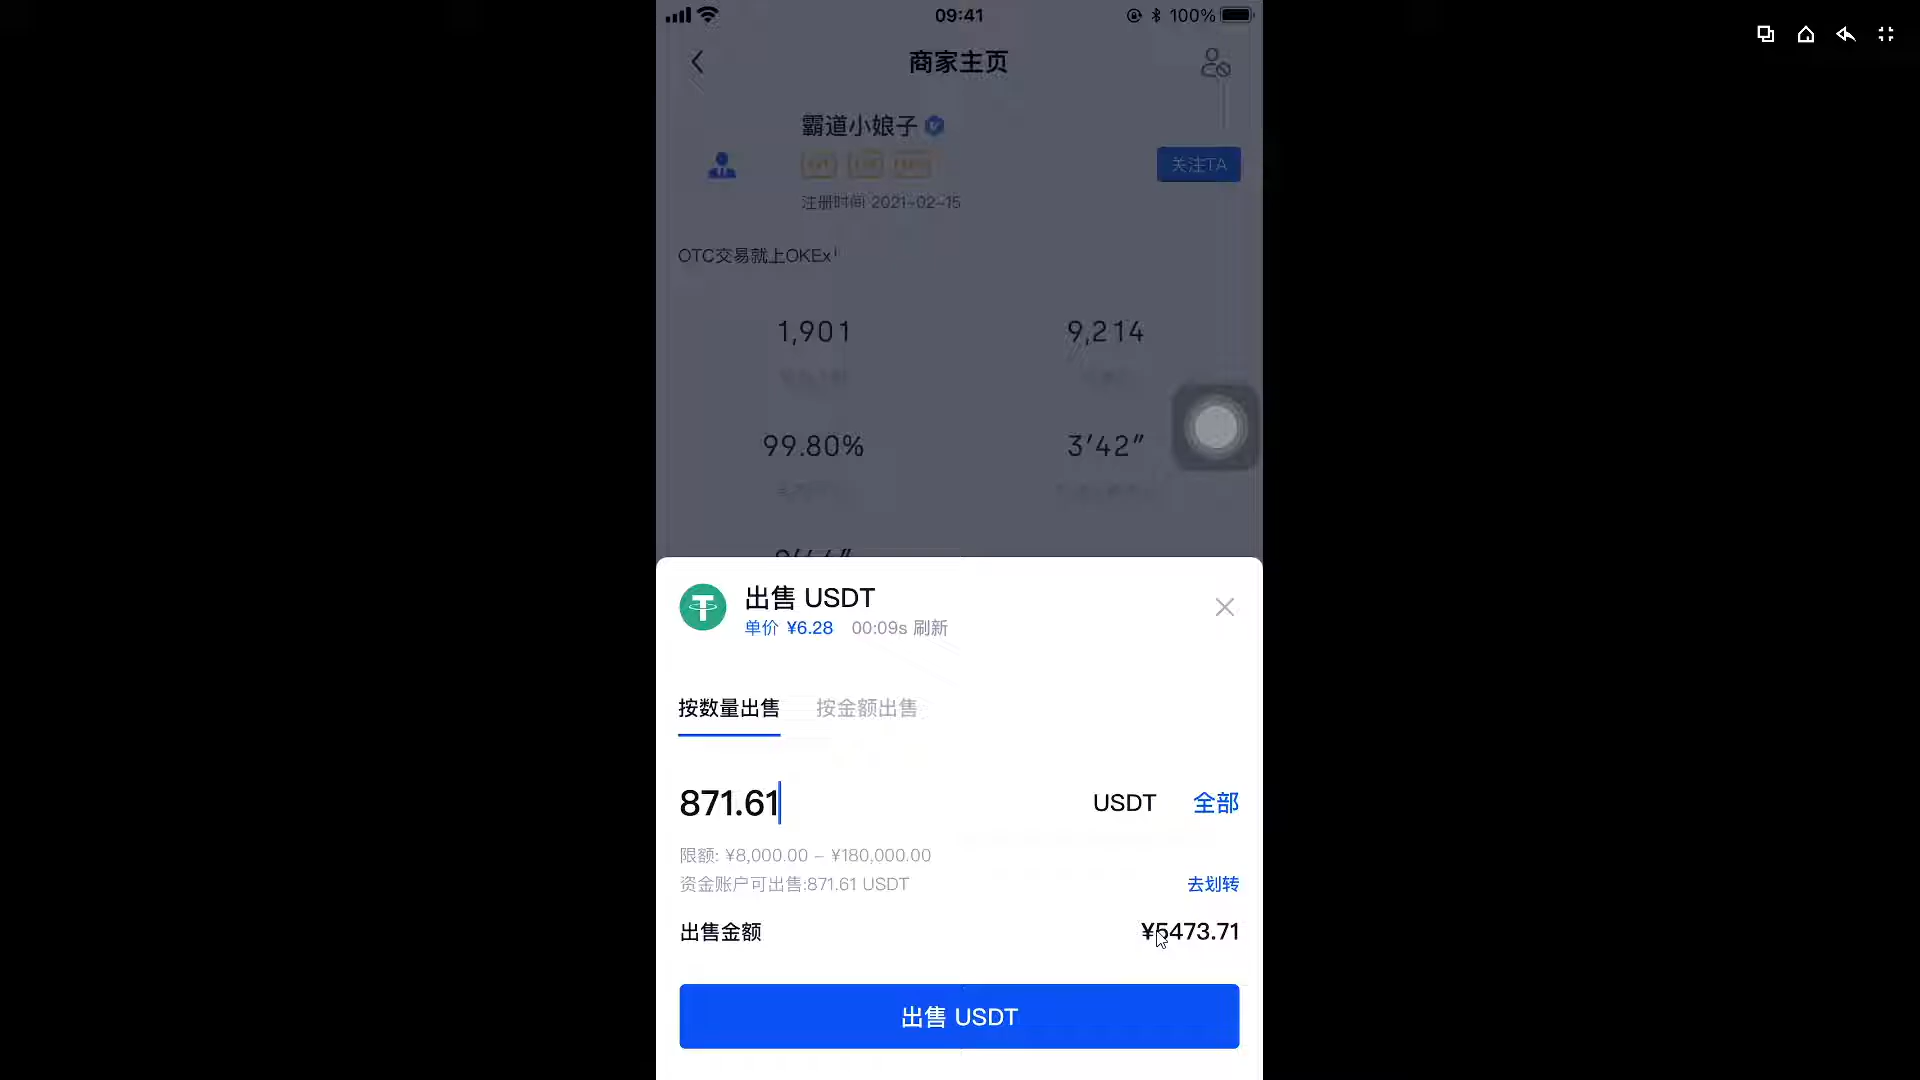 09:41
100%
商家主页
霸道小娘子
关注TA
注册时间 2021-02-15
OTC交易就上OKEx
1,901
9,214
99.80%
3'42"
出售 USDT
单价 ¥6.28 00:09s 刷新
按数量出售 按金额出售
871.61 USDT 全部
限额: ¥8,000.00 – ¥180,000.00
资金账户可出售:871.61 USDT 去划转
出售金额 ¥5473.71
出售 USDT